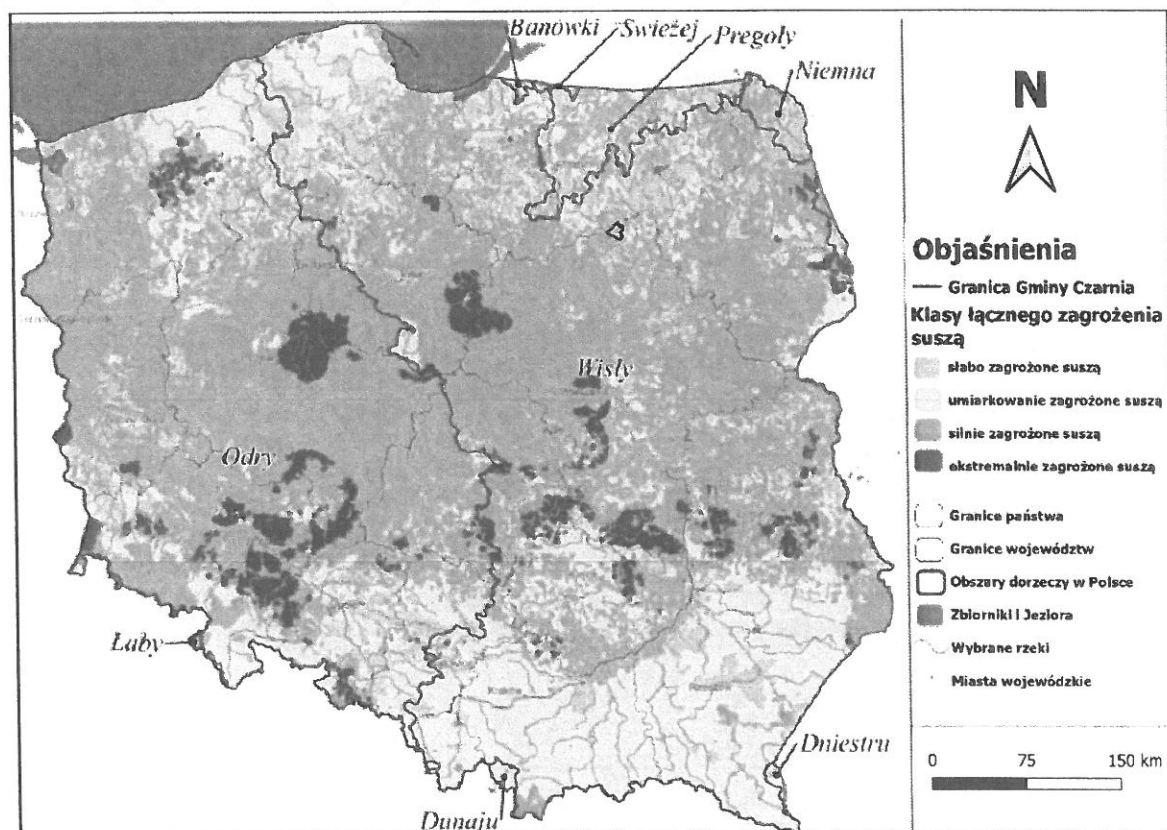 Banówki
Świeżej
Pregoły
Niemna
Wisły
Odry
Łaby
Dunaju
Dniestru
N
Objaśnienia
Granica Gminy Czarnia
Klasy łącznego zagrożenia
suszą
słabo zagrożone suszą
umiarkowanie zagrożone suszą
silnie zagrożone suszą
ekstremalnie zagrożone suszą
Granice państwa
Granice województw
Obszary dorzeczy w Polsce
Zbiorniki i Jeziora
Wybrane rzeki
Miasta wojewódzkie
0 75 150 km